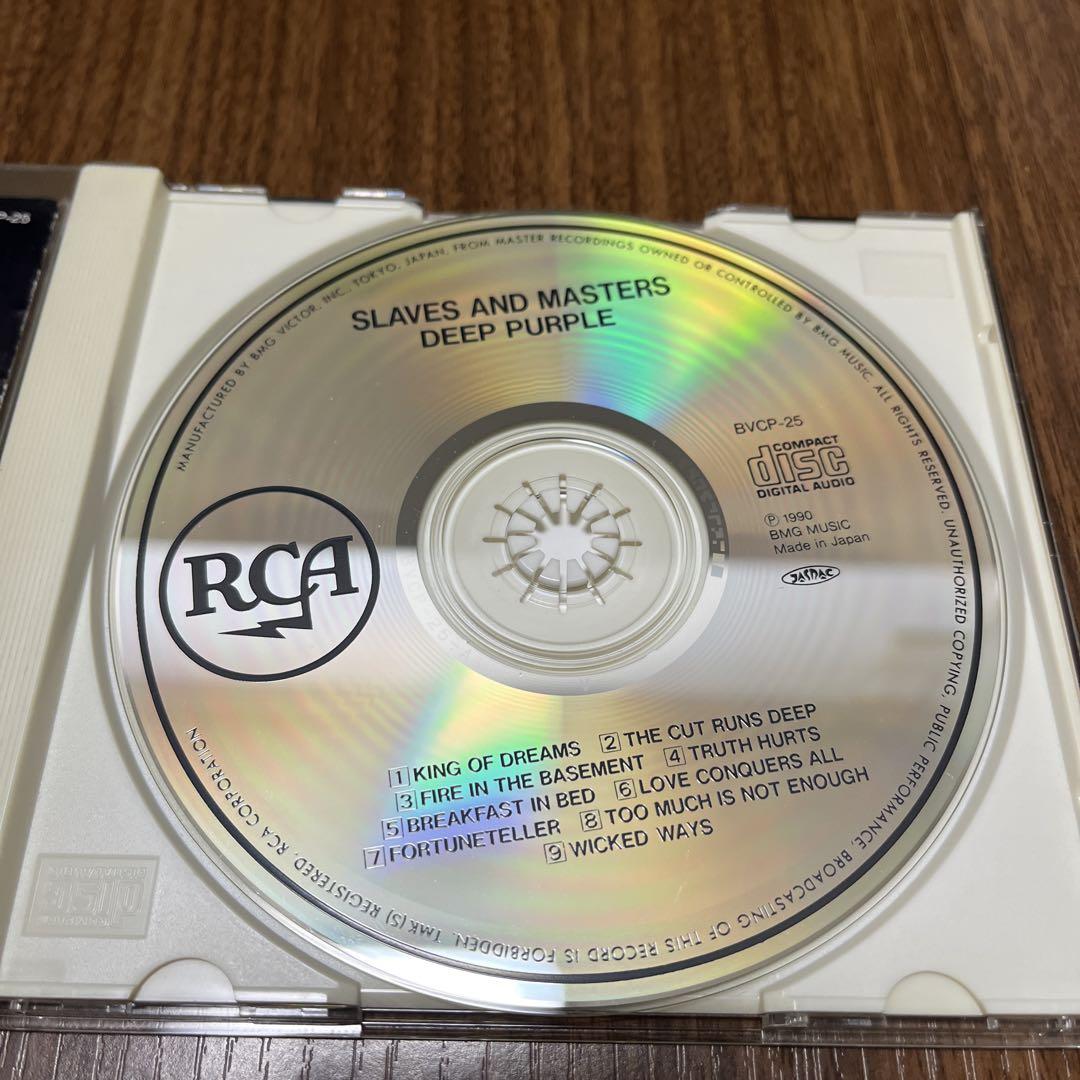 P-25
MANUFACTURED BY BMG VICTOR, INC., TOKYO, JAPAN, FROM MASTER RECORDINGS OWNED OR CONTROLLED BY BMG MUSIC. ALL RIGHTS RESERVED. UNAUTHORIZED COPYING, PUBLIC PERFORMANCE, BROADCASTING OF THIS RECORD IS FORBIDDEN. TMK(S) REGISTERED. RCA CORPORATION
SLAVES AND MASTERS
DEEP PURPLE
BVCP-25
COMPACT
disc
DIGITAL AUDIO
Ⓟ 1990
BMG MUSIC
Made in Japan
JASRAC
RCA
1 KING OF DREAMS 2 THE CUT RUNS DEEP
3 FIRE IN THE BASEMENT 4 TRUTH HURTS
5 BREAKFAST IN BED 6 LOVE CONQUERS ALL
7 FORTUNETELLER 8 TOO MUCH IS NOT ENOUGH
9 WICKED WAYS